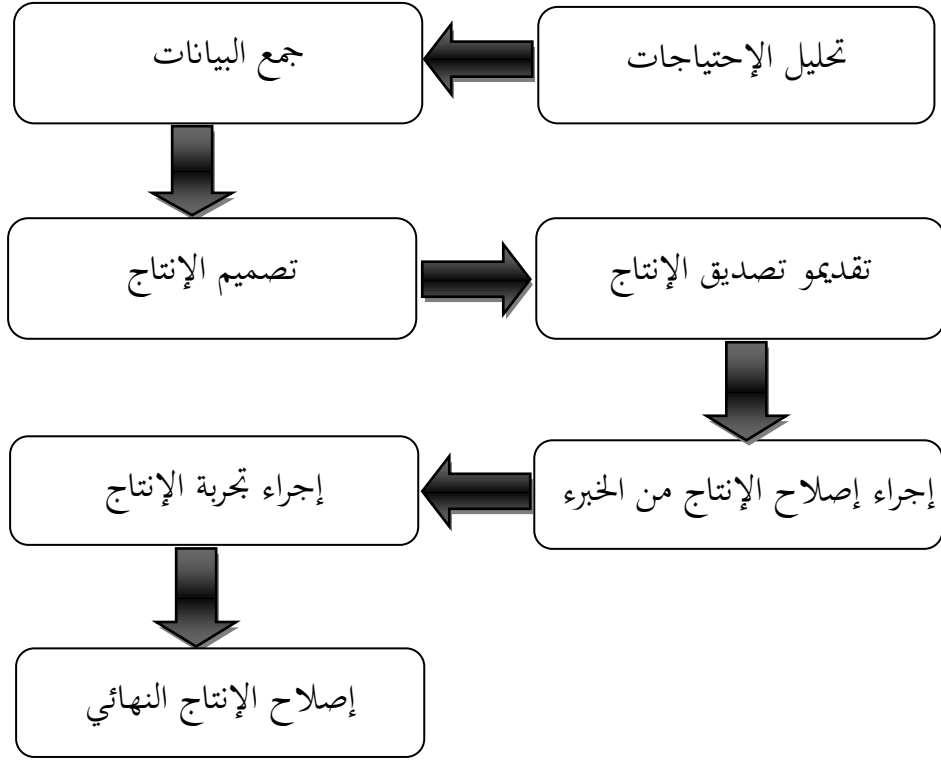 تحليل الإحتياجات
جمع البيانات
تصميم الإنتاج
تقديمو تصديق الإنتاج
إجراء إصلاح الإنتاج من الخبرء
إجراء تجربة الإنتاج
إصلاح الإنتاج النهائي